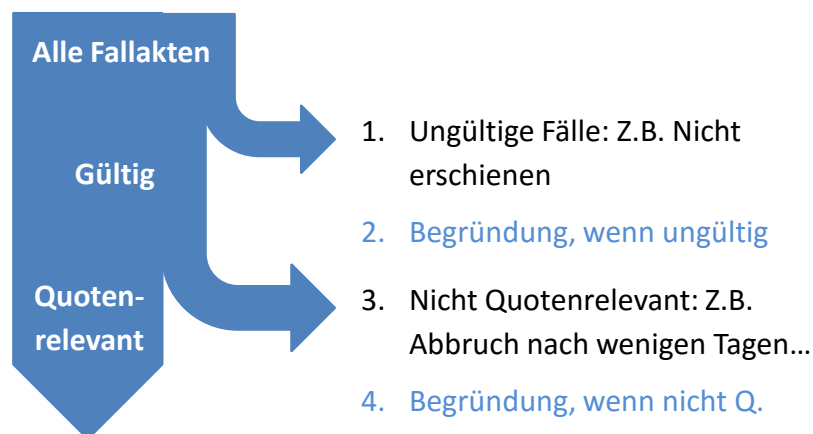 Alle Fallakten
1. Ungültige Fälle: Z.B. Nicht
erschienen
Gültig
2. Begründung, wenn ungültig
Quoten-
relevant
3. Nicht Quotenrelevant: Z.B.
Abbruch nach wenigen Tagen…
4. Begründung, wenn nicht Q.